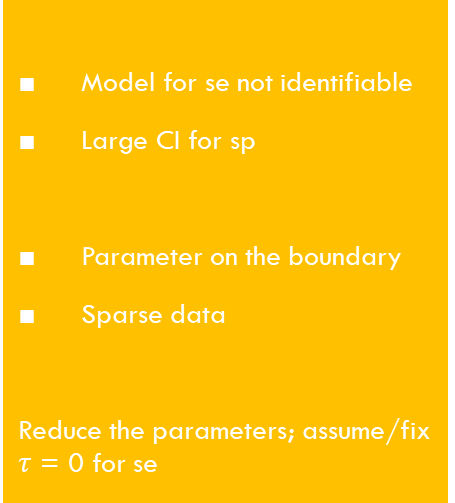 ■ Model for se not identifiable
■ Large CI for sp
■ Parameter on the boundary
■ Sparse data
Reduce the parameters; assume/fix
𝜏 = 0 for se